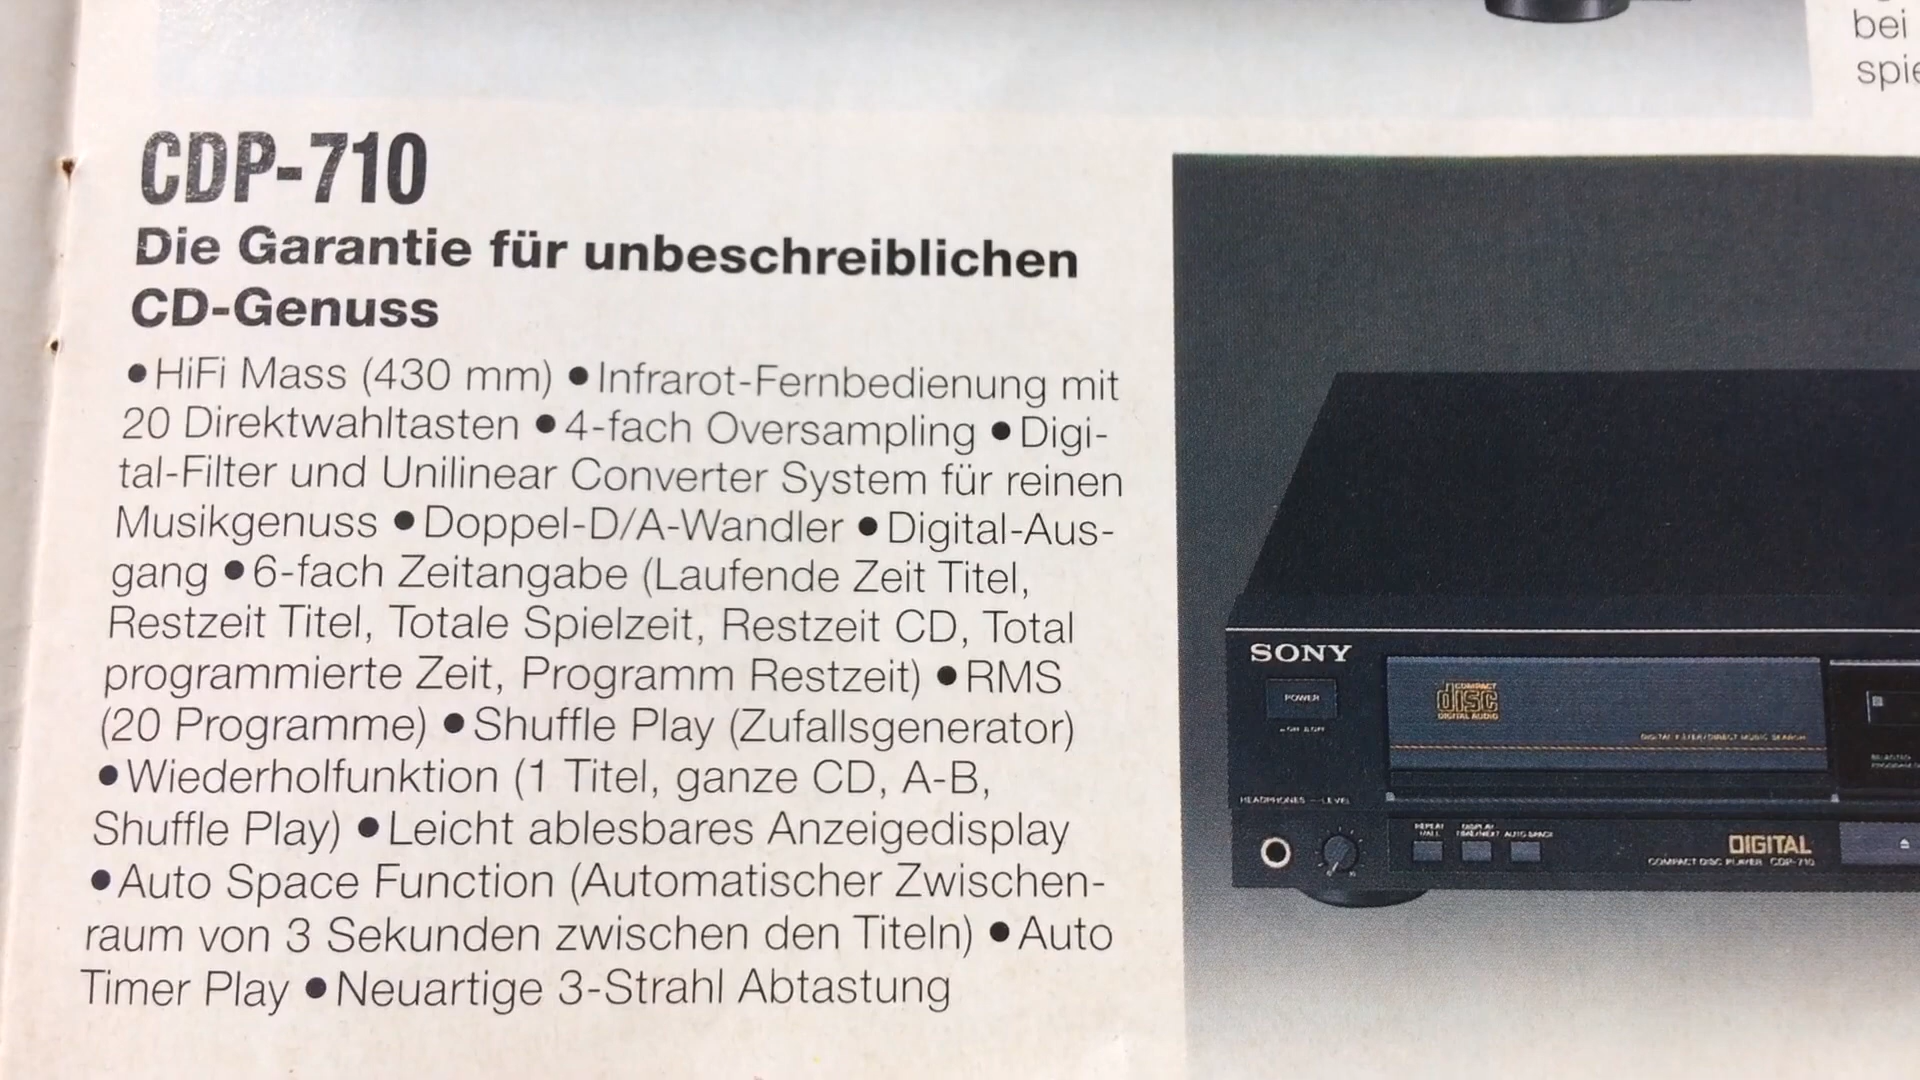 bei
CDP-710
Die Garantie für unbeschreiblichen
CD-Genuss
●HiFi Mass (430 mm) ●Infrarot-Fernbedienung mit
20 Direktwahltasten ●4-fach Oversampling ●Digi-
tal-Filter und Unilinear Converter System für reinen
Musikgenuss ●Doppel-D/A-Wandler ●Digital-Aus-
gang ●6-fach Zeitangabe (Laufende Zeit Titel,
Restzeit Titel, Totale Spielzeit, Restzeit CD, Total
programmierte Zeit, Programm Restzeit) ●RMS
(20 Programme) ●Shuffle Play (Zufallsgenerator)
●Wiederholfunktion (1 Titel, ganze CD, A-B,
Shuffle Play) ●Leicht ablesbares Anzeigedisplay
●Auto Space Function (Automatischer Zwischen-
raum von 3 Sekunden zwischen den Titeln) ●Auto
Timer Play ●Neuartige 3-Strahl Abtastung
SONY
POWER
COMPACT
disc
DIGITAL AUDIO
HEADPHONES LEVEL
REPEAT
AUTO SPACE
DIGITAL
COMPACT DISC PLAYER CDP-710